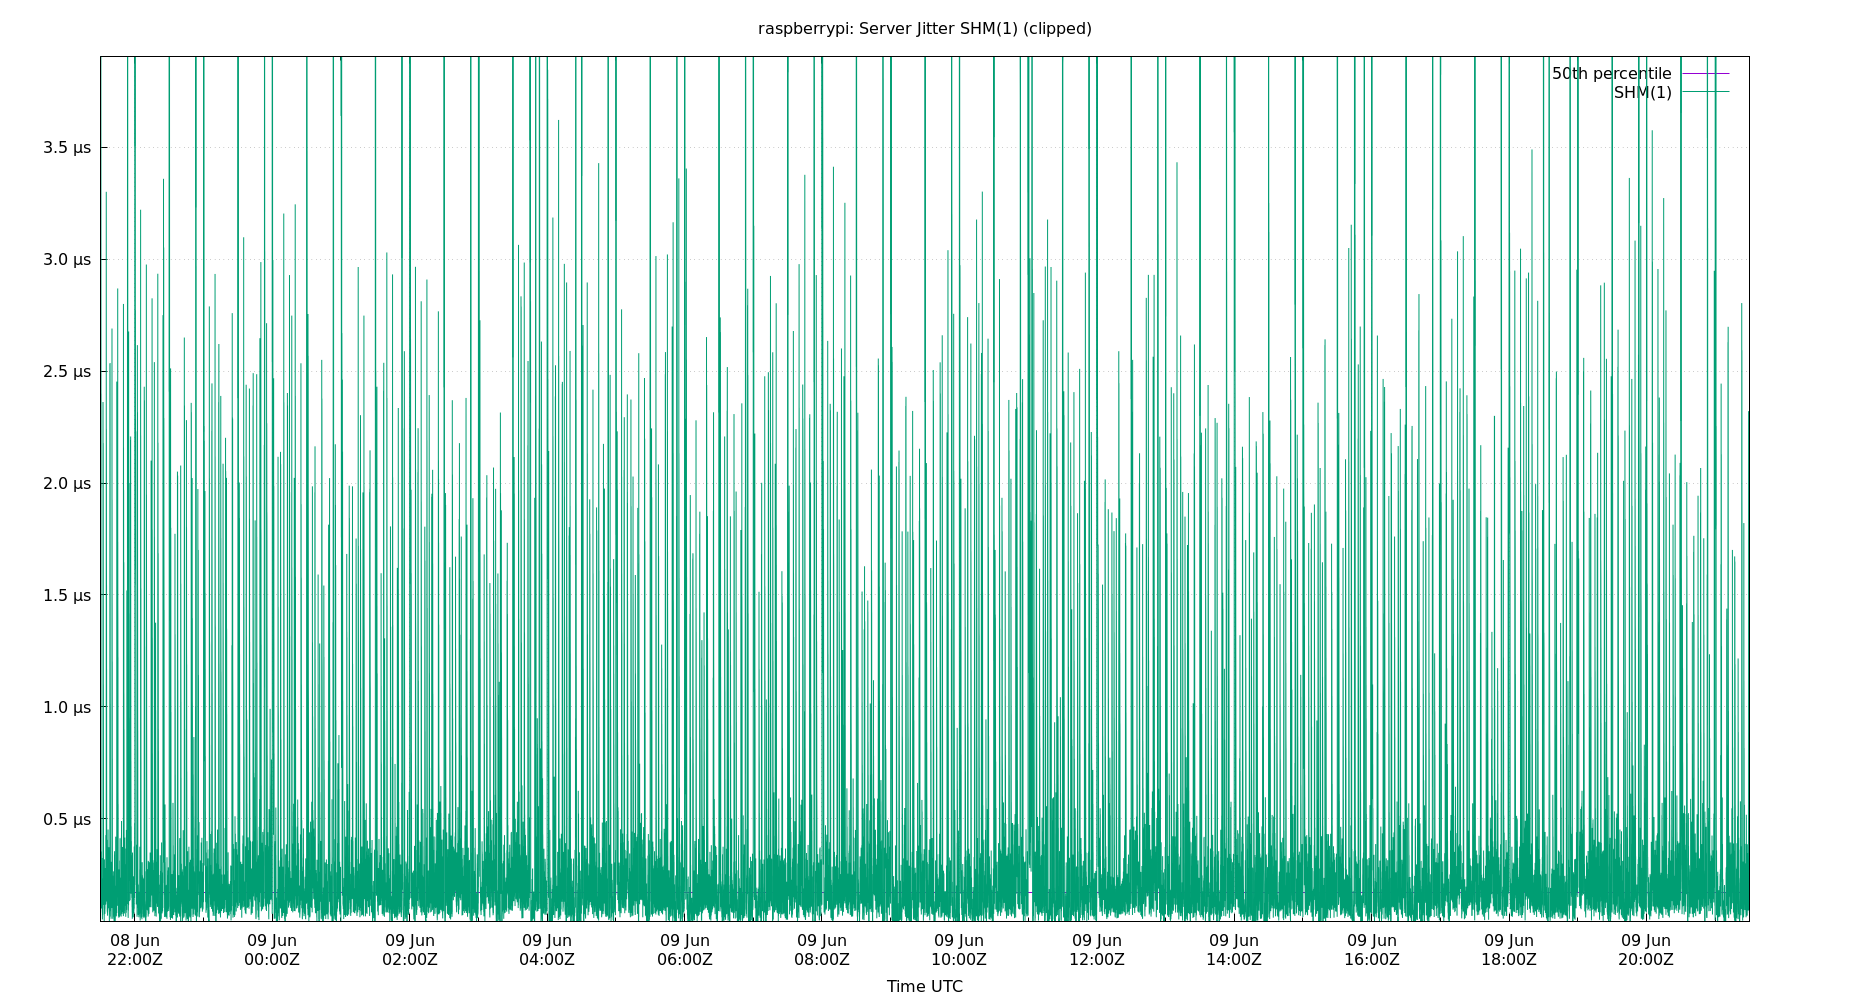 raspberrypi: Server Jitter SHM(1) (clipped)
50th percentile
SHM(1)
3.5 µs
3.0 µs
2.5 µs
2.0 µs
1.5 µs
1.0 µs
0.5 µs
08 Jun 09 Jun 09 Jun 09 Jun 09 Jun 09 Jun 09 Jun 09 Jun 09 Jun 09 Jun 09 Jun 09 Jun
22:00Z 00:00Z 02:00Z 04:00Z 06:00Z 08:00Z 10:00Z 12:00Z 14:00Z 16:00Z 18:00Z 20:00Z
Time UTC